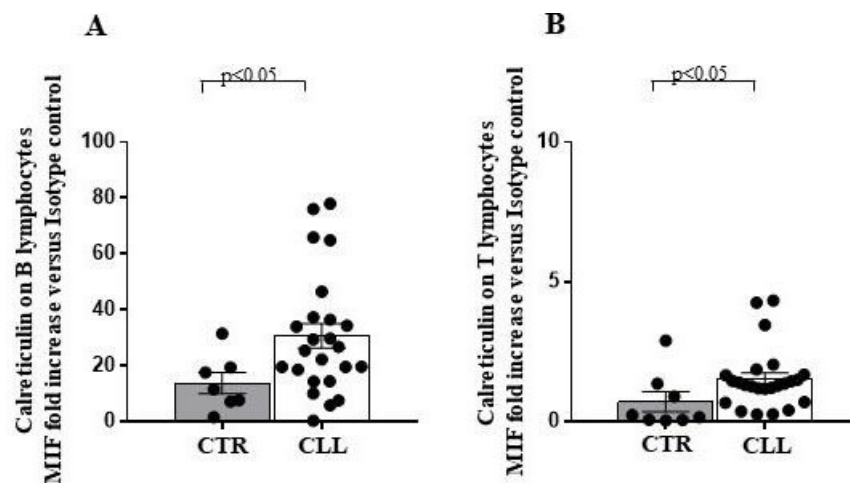 A
p<0.05
Calreticulin on B lymphocytes
MIF fold increase versus Isotype control
100
80
60
40
20
0
CTR CLL
B
p<0.05
Calreticulin on T lymphocytes
MIF fold increase versus Isotype control
10
5
0
CTR CLL